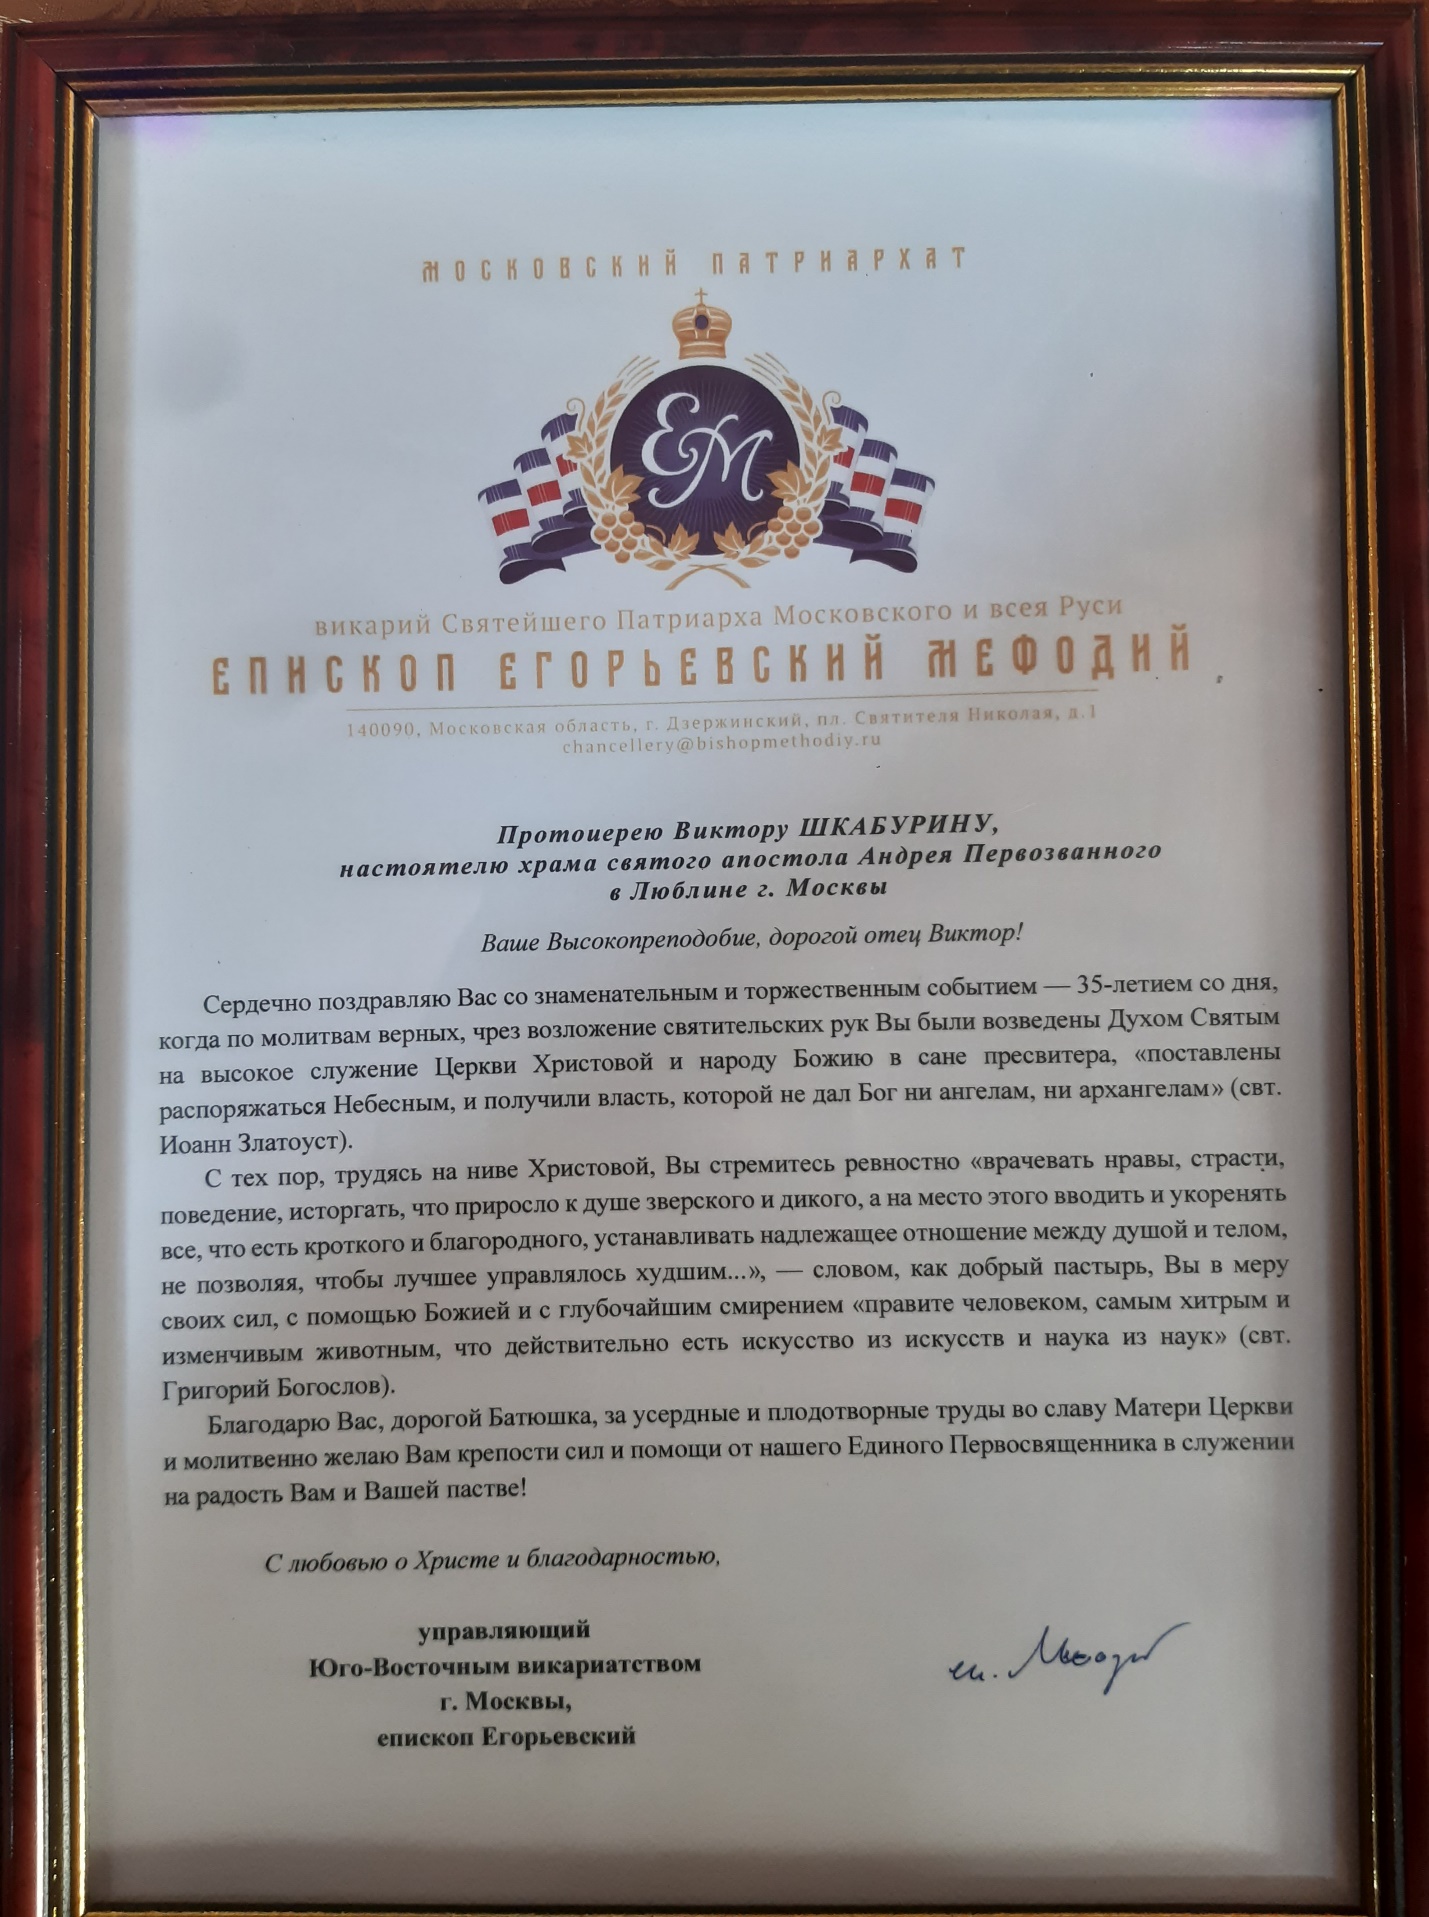 МОСКОВСКИЙ ПАТРИАРХАТ
ЕМ
викарий Святейшего Патриарха Московского и всея Руси
ЕПИСКОП ЕГОРЬЕВСКИЙ МЕФОДИЙ
140090, Московская область, г. Дзержинский, пл. Святителя Николая, д.1
chancellery@bishopmethodiy.ru
Протоиерею Виктору ШКАБУРИНУ,
настоятелю храма святого апостола Андрея Первозванного
в Люблине г. Москвы
Ваше Высокопреподобие, дорогой отец Виктор!
Сердечно поздравляю Вас со знаменательным и торжественным событием — 35-летием со дня,
когда по молитвам верных, чрез возложение святительских рук Вы были возведены Духом Святым
на высокое служение Церкви Христовой и народу Божию в сане пресвитера, «поставлены
распоряжаться Небесным, и получили власть, которой не дал Бог ни ангелам, ни архангелам» (свт.
Иоанн Златоуст).
С тех пор, трудясь на ниве Христовой, Вы стремитесь ревностно «врачевать нравы, страсти,
поведение, исторгать, что приросло к душе зверского и дикого, а на место этого вводить и укоренять
все, что есть кроткого и благородного, устанавливать надлежащее отношение между душой и телом,
не позволяя, чтобы лучшее управлялось худшим...», — словом, как добрый пастырь, Вы в меру
своих сил, с помощью Божией и с глубочайшим смирением «правите человеком, самым хитрым и
изменчивым животным, что действительно есть искусство из искусств и наука из наук» (свт.
Григорий Богослов).
Благодарю Вас, дорогой Батюшка, за усердные и плодотворные труды во славу Матери Церкви
и молитвенно желаю Вам крепости сил и помощи от нашего Единого Первосвященника в служении
на радость Вам и Вашей пастве!
С любовью о Христе и благодарностью,
управляющий
Юго-Восточным викариатством
г. Москвы,
епископ Егорьевский